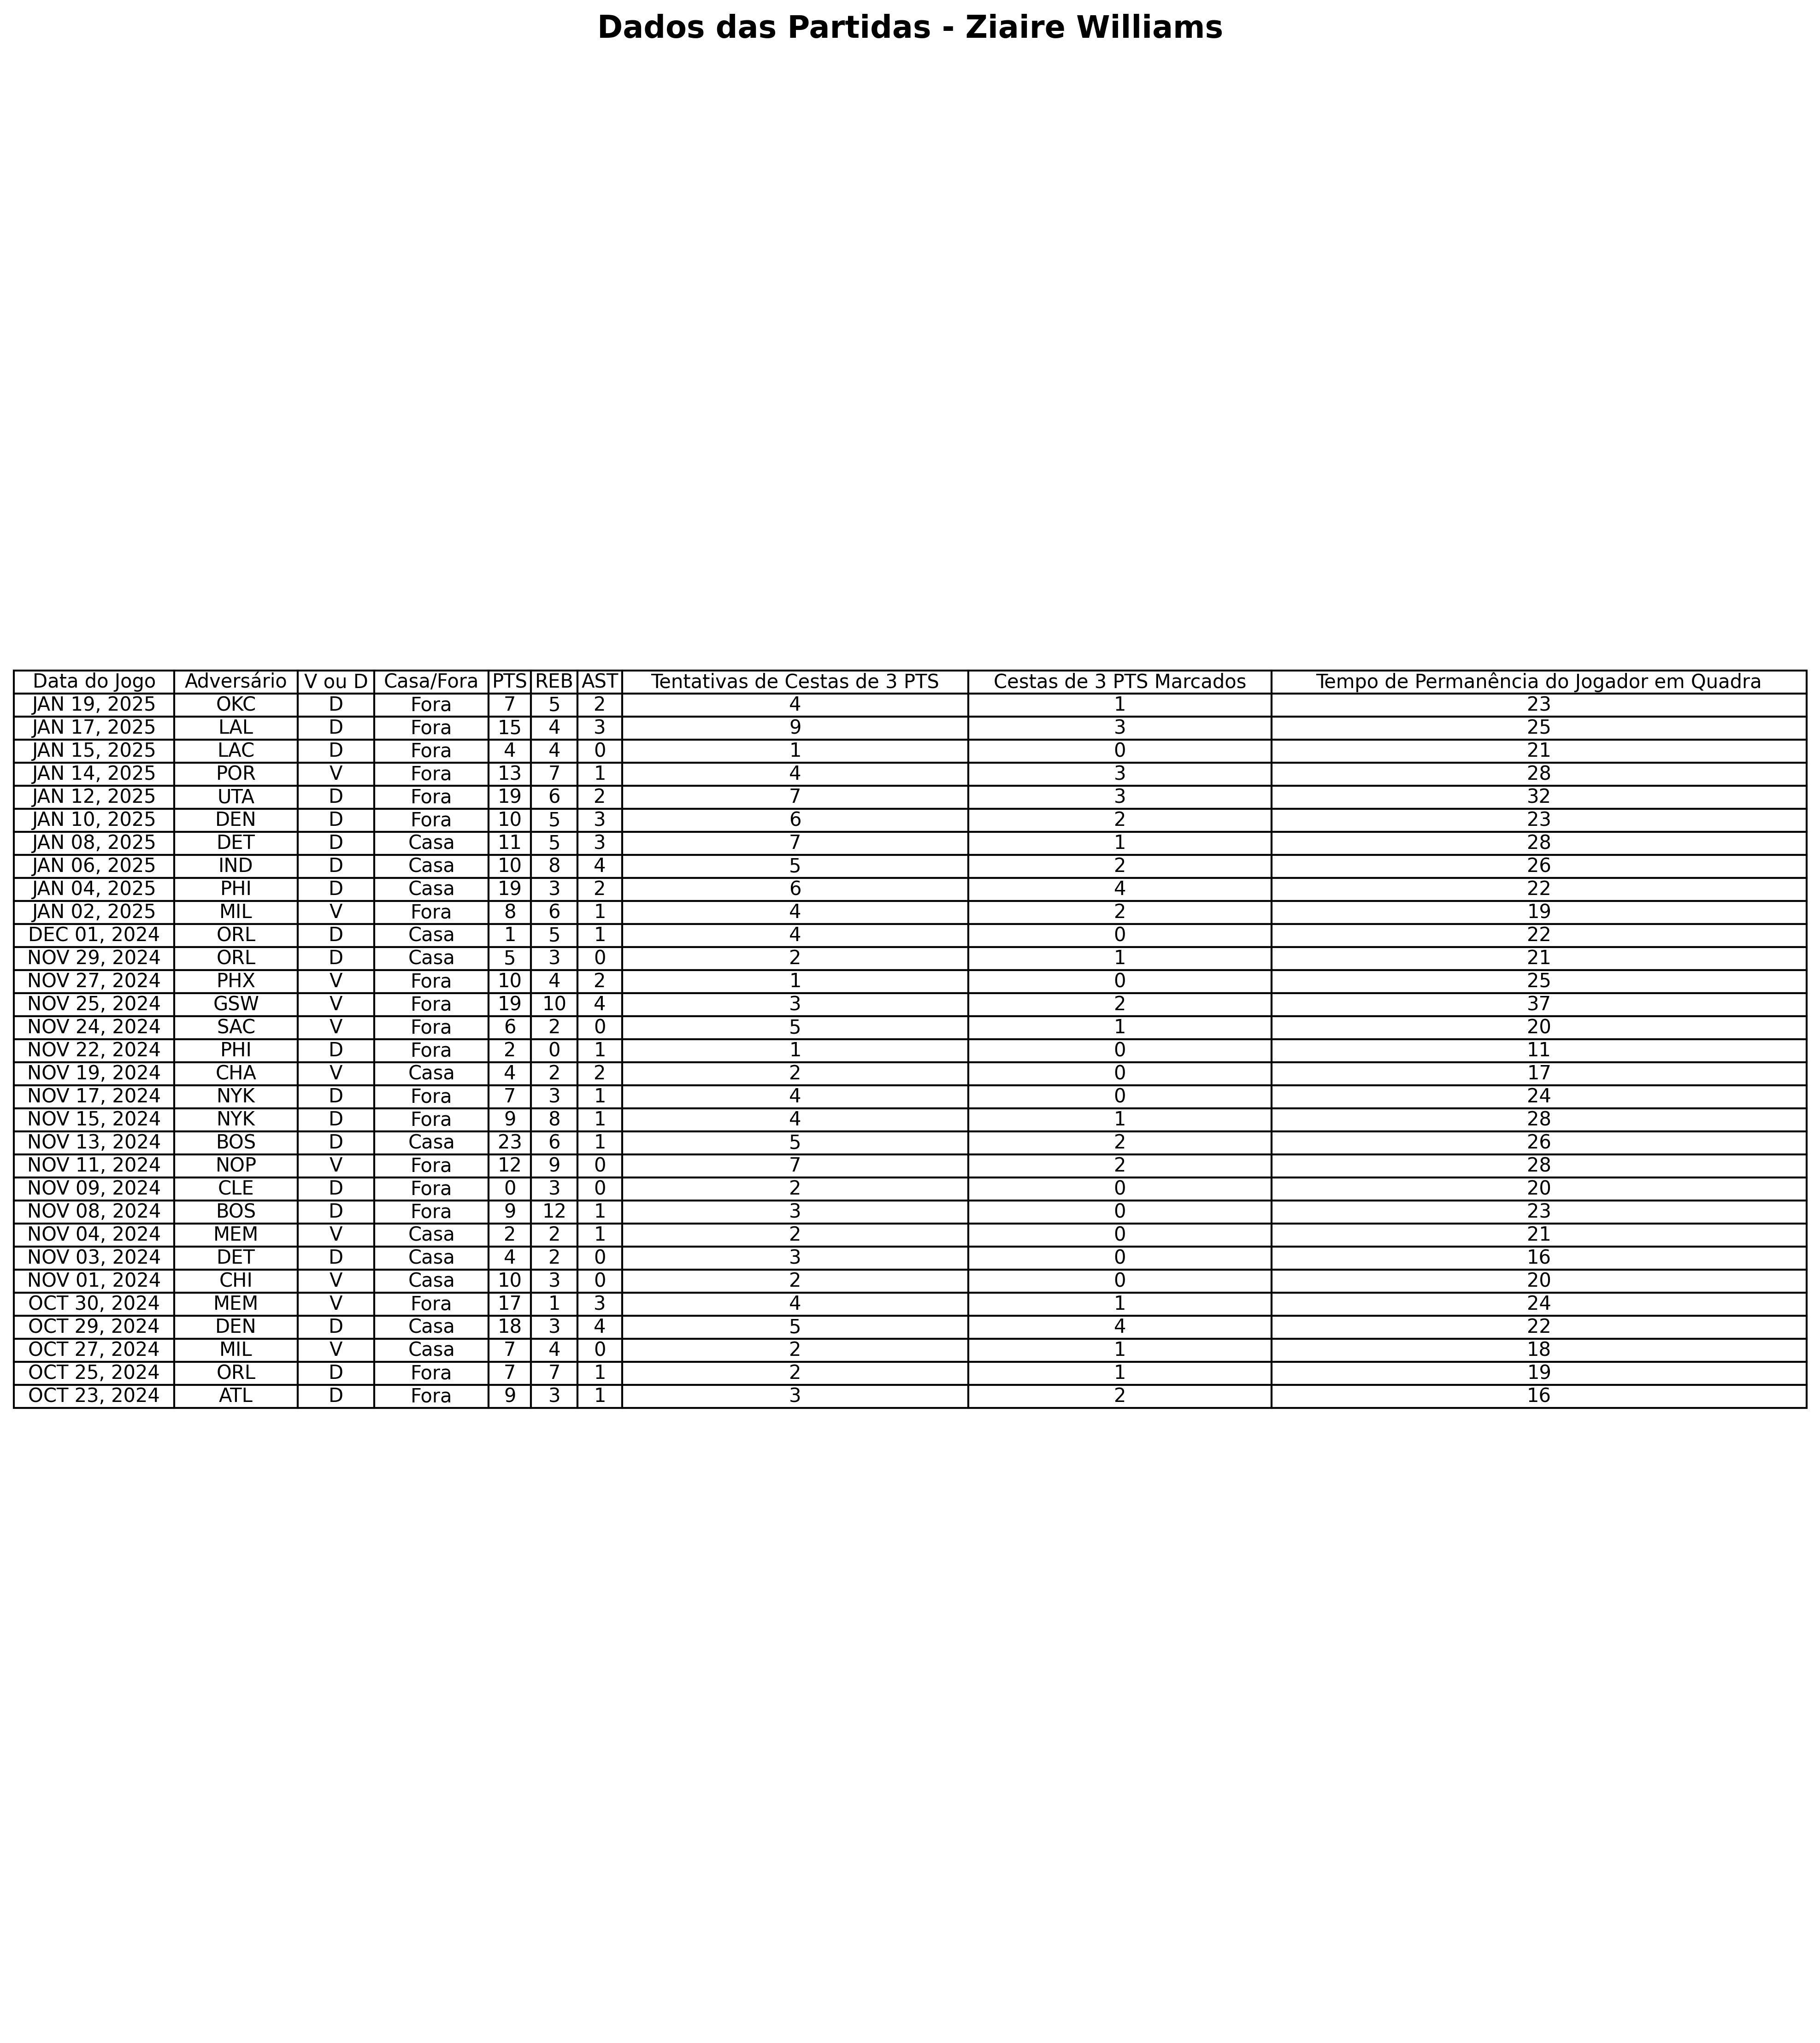 Dados das Partidas - Ziaire Williams
Data do Jogo Adversário V ou D Casa/Fora PTS REB AST Tentativas de Cestas de 3 PTS Cestas de 3 PTS Marcados Tempo de Permanência do Jogador em Quadra
JAN 19, 2025 OKC D Fora 7 5 2 4 1 23
JAN 17, 2025 LAL D Fora 15 4 3 9 3 25
JAN 15, 2025 LAC D Fora 4 4 0 1 0 21
JAN 14, 2025 POR V Fora 13 7 1 4 3 28
JAN 12, 2025 UTA D Fora 19 6 2 7 3 32
JAN 10, 2025 DEN D Fora 10 5 3 6 2 23
JAN 08, 2025 DET D Casa 11 5 3 7 1 28
JAN 06, 2025 IND D Casa 10 8 4 5 2 26
JAN 04, 2025 PHI D Casa 19 3 2 6 4 22
JAN 02, 2025 MIL V Fora 8 6 1 4 2 19
DEC 01, 2024 ORL D Casa 1 5 1 4 0 22
NOV 29, 2024 ORL D Casa 5 3 0 2 1 21
NOV 27, 2024 PHX V Fora 10 4 2 1 0 25
NOV 25, 2024 GSW V Fora 19 10 4 3 2 37
NOV 24, 2024 SAC V Fora 6 2 0 5 1 20
NOV 22, 2024 PHI D Fora 2 0 1 1 0 11
NOV 19, 2024 CHA V Casa 4 2 2 2 0 17
NOV 17, 2024 NYK D Fora 7 3 1 4 0 24
NOV 15, 2024 NYK D Fora 9 8 1 4 1 28
NOV 13, 2024 BOS D Casa 23 6 1 5 2 26
NOV 11, 2024 NOP V Fora 12 9 0 7 2 28
NOV 09, 2024 CLE D Fora 0 3 0 2 0 20
NOV 08, 2024 BOS D Fora 9 12 1 3 0 23
NOV 04, 2024 MEM V Casa 2 2 1 2 0 21
NOV 03, 2024 DET D Casa 4 2 0 3 0 16
NOV 01, 2024 CHI V Casa 10 3 0 2 0 20
OCT 30, 2024 MEM V Fora 17 1 3 4 1 24
OCT 29, 2024 DEN D Casa 18 3 4 5 4 22
OCT 27, 2024 MIL V Casa 7 4 0 2 1 18
OCT 25, 2024 ORL D Fora 7 7 1 2 1 19
OCT 23, 2024 ATL D Fora 9 3 1 3 2 16